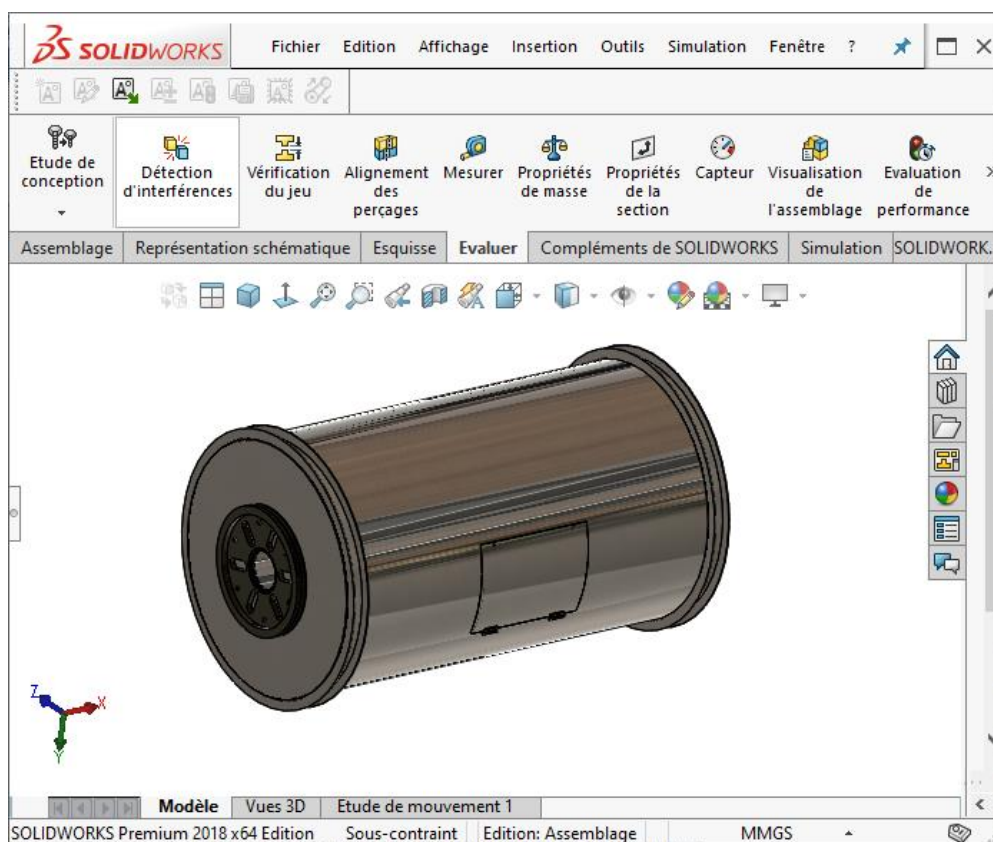 SOLIDWORKS Fichier Edition Affichage Insertion Outils Simulation Fenêtre ?
Etude de conception
Détection d'interférences
Vérification du jeu
Alignement des perçages
Mesurer
Propriétés de masse
Propriétés de la section
Capteur
Visualisation de l'assemblage
Evaluation de performance
Assemblage Représentation schématique Esquisse Evaluer Compléments de SOLIDWORKS Simulation SOLIDWORK..
Z
X
Y
Modèle Vues 3D Etude de mouvement 1
SOLIDWORKS Premium 2018 x64 Edition Sous-contraint Edition: Assemblage MMGS